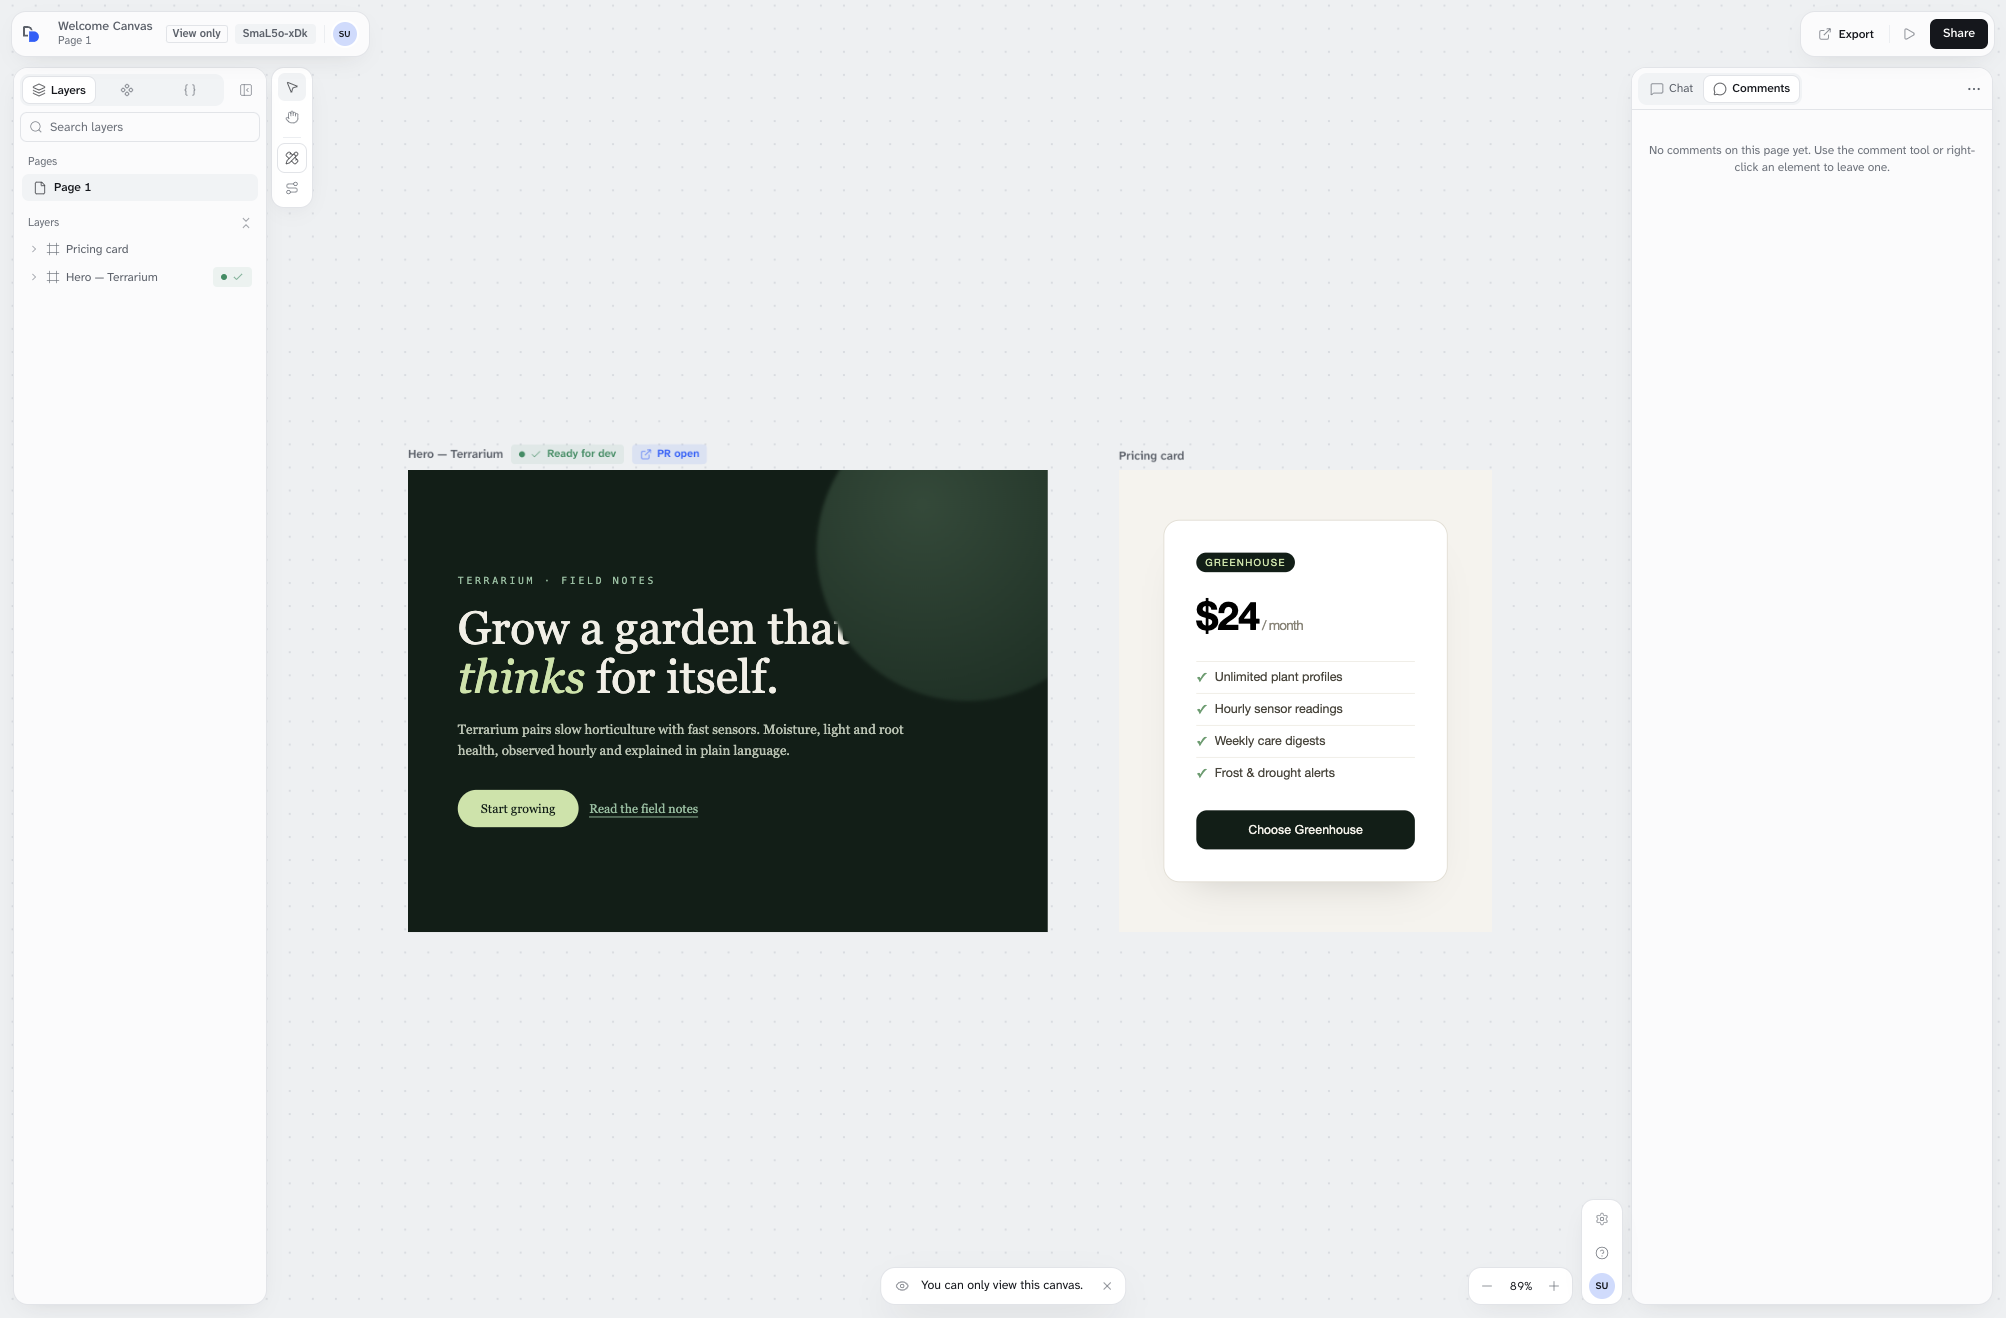 Welcome Canvas
Page 1
View only
SmaL5o-xDk
SU
Export
Share
Layers
{ }
Search layers
Pages
Page 1
Layers
Pricing card
Hero — Terrarium
Chat
Comments
No comments on this page yet. Use the comment tool or right-
click an element to leave one.
Hero — Terrarium
Ready for dev
PR open
TERRARIUM · FIELD NOTES
Grow a garden that
thinks for itself.
Terrarium pairs slow horticulture with fast sensors. Moisture, light and root
health, observed hourly and explained in plain language.
Start growing
Read the field notes
Pricing card
GREENHOUSE
$24 / month
✓ Unlimited plant profiles
✓ Hourly sensor readings
✓ Weekly care digests
✓ Frost & drought alerts
Choose Greenhouse
You can only view this canvas.
89%
SU